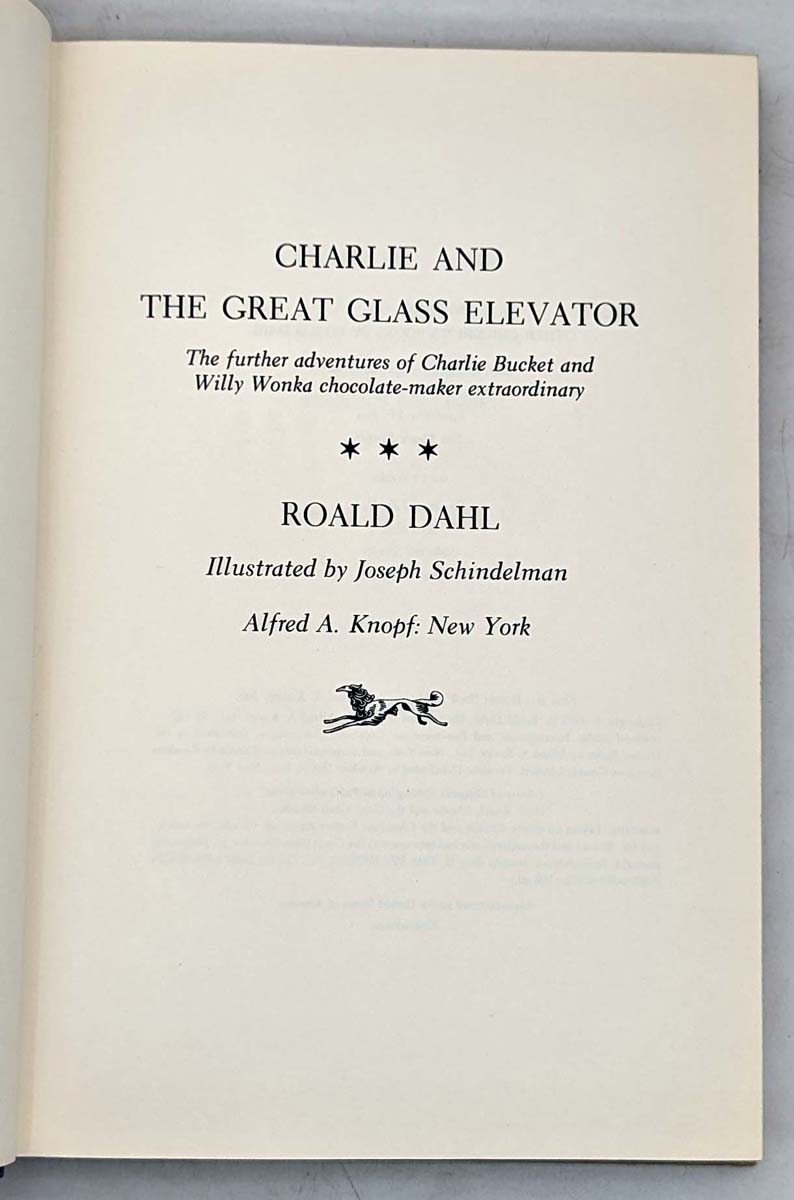 CHARLIE AND
THE GREAT GLASS ELEVATOR
The further adventures of Charlie Bucket and
Willy Wonka chocolate-maker extraordinary
ROALD DAHL
Illustrated by Joseph Schindelman
Alfred A. Knopf: New York